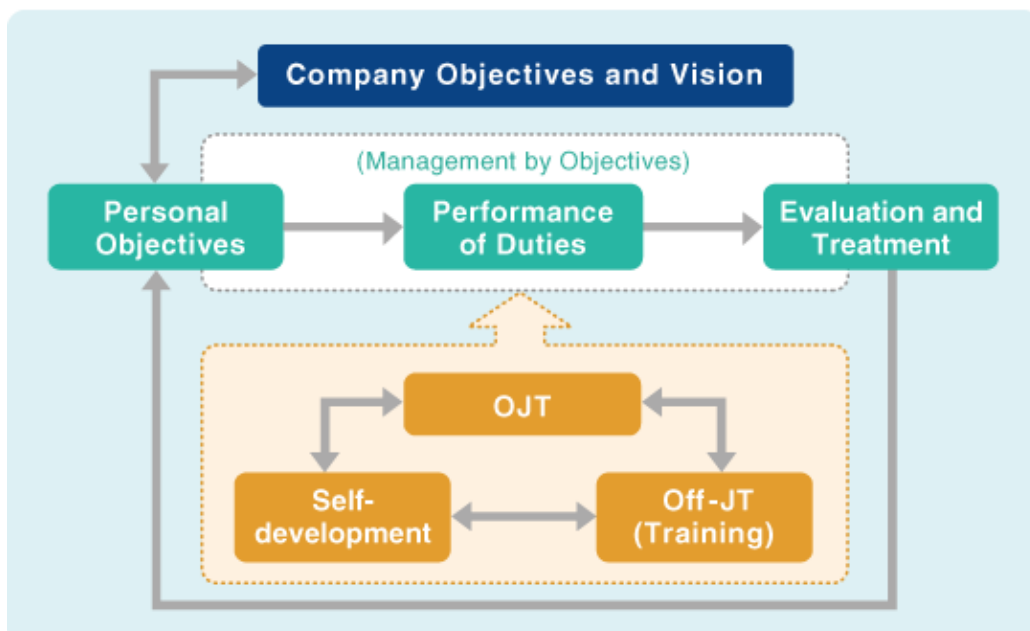 Company Objectives and Vision
(Management by Objectives)
Personal
Objectives
Performance
of Duties
Evaluation and
Treatment
OJT
Self-
development
Off-JT
(Training)